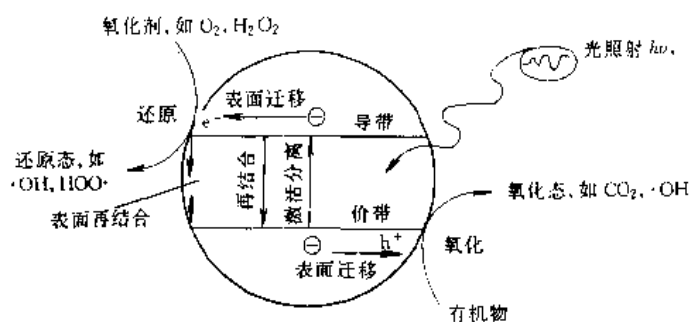 氧化剂,如 O₂,H₂O₂
光照射 hν,
还原
表面迁移
⊖
导带
e⁻
还原态,如
·OH,HOO·
再结合
激活分离
氧化态,如 CO₂,·OH
表面再结合
价带
⊖
h⁺
氧化
表面迁移
有机物